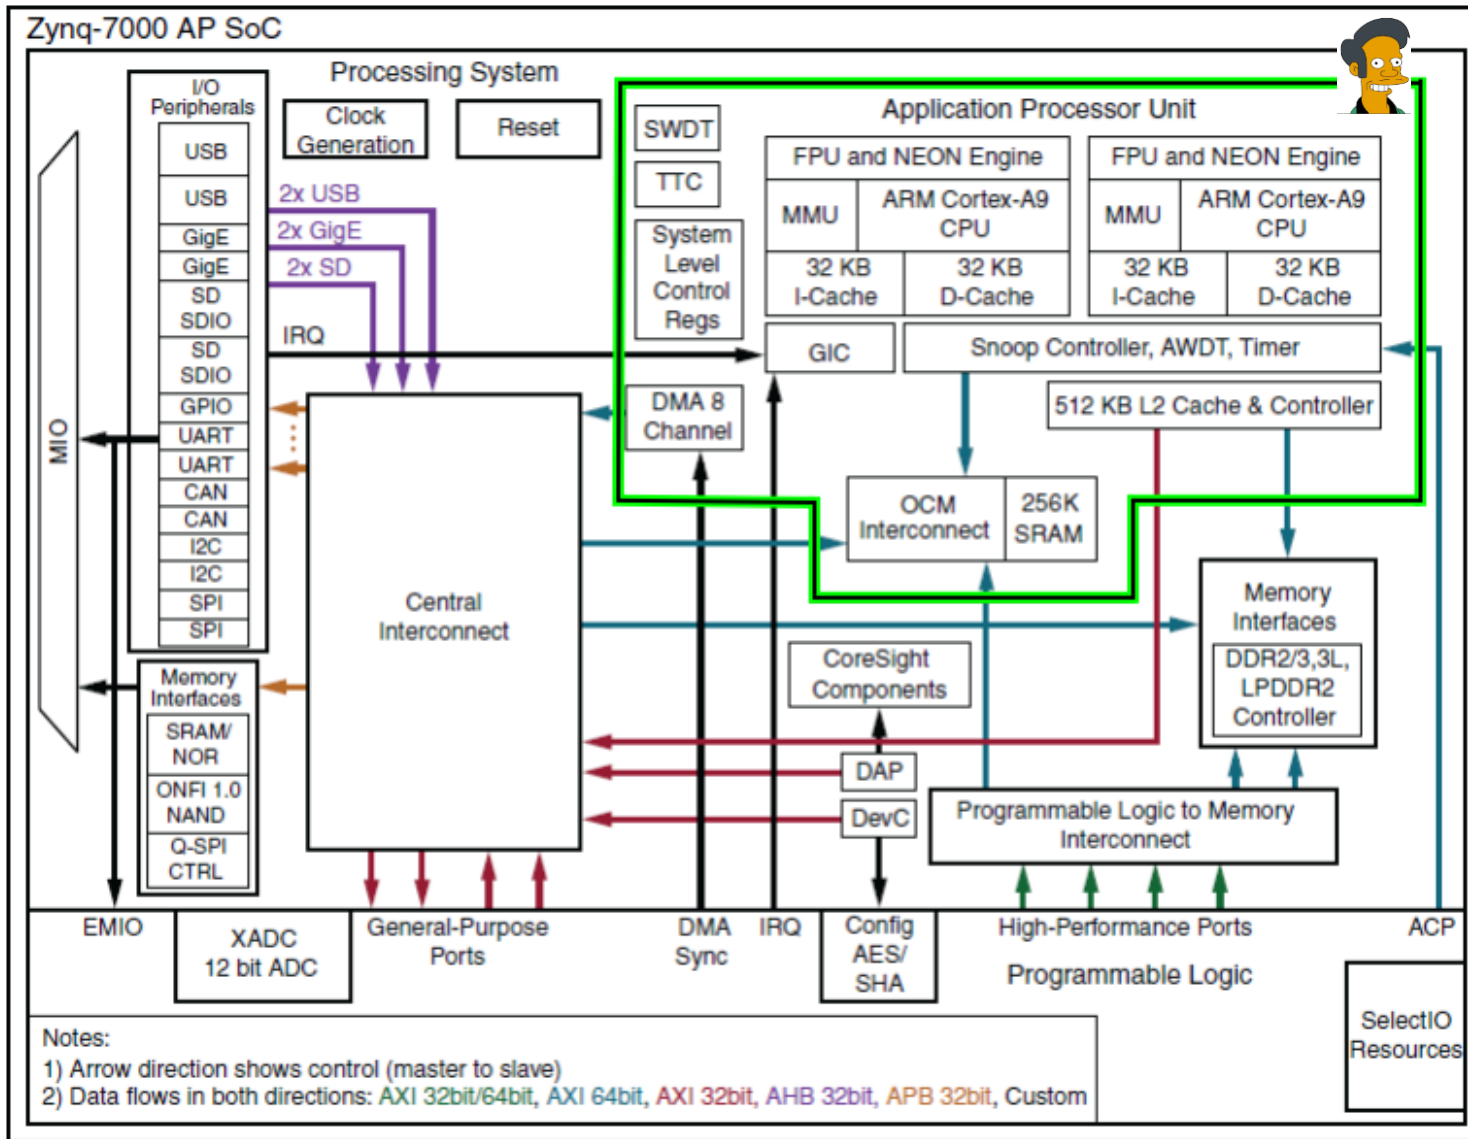 Zynq-7000 AP SoC
Processing System
I/O
Peripherals
USB
USB
GigE
GigE
SD
SDIO
SD
SDIO
GPIO
UART
UART
CAN
CAN
I2C
I2C
SPI
SPI
MIO
Clock
Generation
Reset
2x USB
2x GigE
2x SD
IRQ
Application Processor Unit
SWDT
TTC
System
Level
Control
Regs
FPU and NEON Engine
MMU
ARM Cortex-A9
CPU
32 KB
I-Cache
32 KB
D-Cache
FPU and NEON Engine
MMU
ARM Cortex-A9
CPU
32 KB
I-Cache
32 KB
D-Cache
GIC
Snoop Controller, AWDT, Timer
DMA 8
Channel
512 KB L2 Cache & Controller
OCM
Interconnect
256K
SRAM
Central
Interconnect
Memory
Interfaces
DDR2/3,3L,
LPDDR2
Controller
CoreSight
Components
DAP
DevC
Programmable Logic to Memory
Interconnect
Memory
Interfaces
SRAM/
NOR
ONFI 1.0
NAND
Q-SPI
CTRL
EMIO
XADC
12 bit ADC
General-Purpose
Ports
DMA
Sync
IRQ
Config
AES/
SHA
High-Performance Ports
ACP
Programmable Logic
SelectIO
Resources
Notes:
1) Arrow direction shows control (master to slave)
2) Data flows in both directions: AXI 32bit/64bit, AXI 64bit, AXI 32bit, AHB 32bit, APB 32bit, Custom